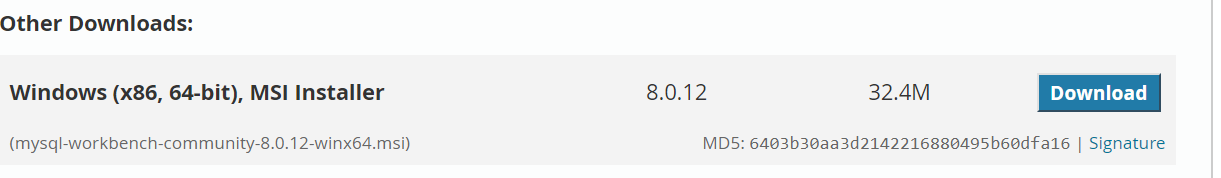 Other Downloads:
Windows (x86, 64-bit), MSI Installer 8.0.12 32.4M Download
(mysql-workbench-community-8.0.12-winx64.msi) MD5: 6403b30aa3d2142216880495b60dfa16 | Signature